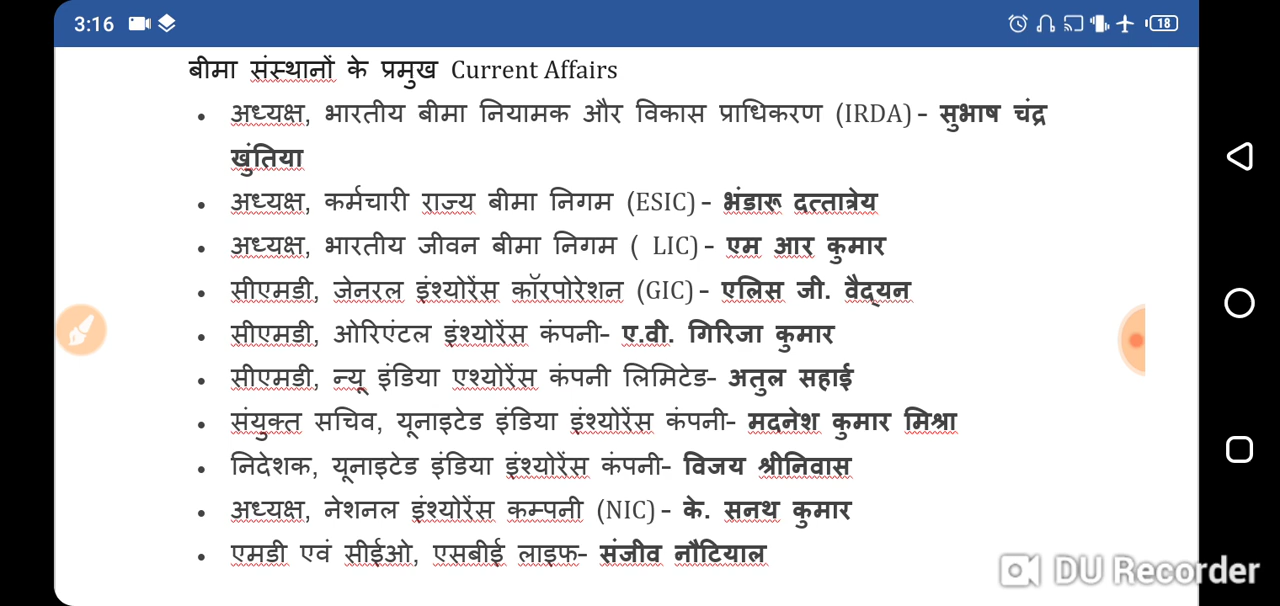 3:16 18
बीमा संस्थानों के प्रमुख Current Affairs
• अध्यक्ष, भारतीय बीमा नियामक और विकास प्राधिकरण (IRDA)- सुभाष चंद्र
खुंतिया
• अध्यक्ष, कर्मचारी राज्य बीमा निगम (ESIC)- भंडारू दत्तात्रेय
• अध्यक्ष, भारतीय जीवन बीमा निगम ( LIC)- एम आर कुमार
• सीएमडी, जेनरल इंश्योरेंस कॉरपोरेशन (GIC)- एलिस जी. वैद्यन
• सीएमडी, ओरिएंटल इंश्योरेंस कंपनी- ए.वी. गिरिजा कुमार
• सीएमडी, न्यू इंडिया एश्योरेंस कंपनी लिमिटेड- अतुल सहाई
• संयुक्त सचिव, यूनाइटेड इंडिया इंश्योरेंस कंपनी- मदनेश कुमार मिश्रा
• निदेशक, यूनाइटेड इंडिया इंश्योरेंस कंपनी- विजय श्रीनिवास
• अध्यक्ष, नेशनल इंश्योरेंस कम्पनी (NIC)- के. सनथ कुमार
• एमडी एवं सीईओ, एसबीई लाइफ- संजीव नौटियाल
DU Recorder